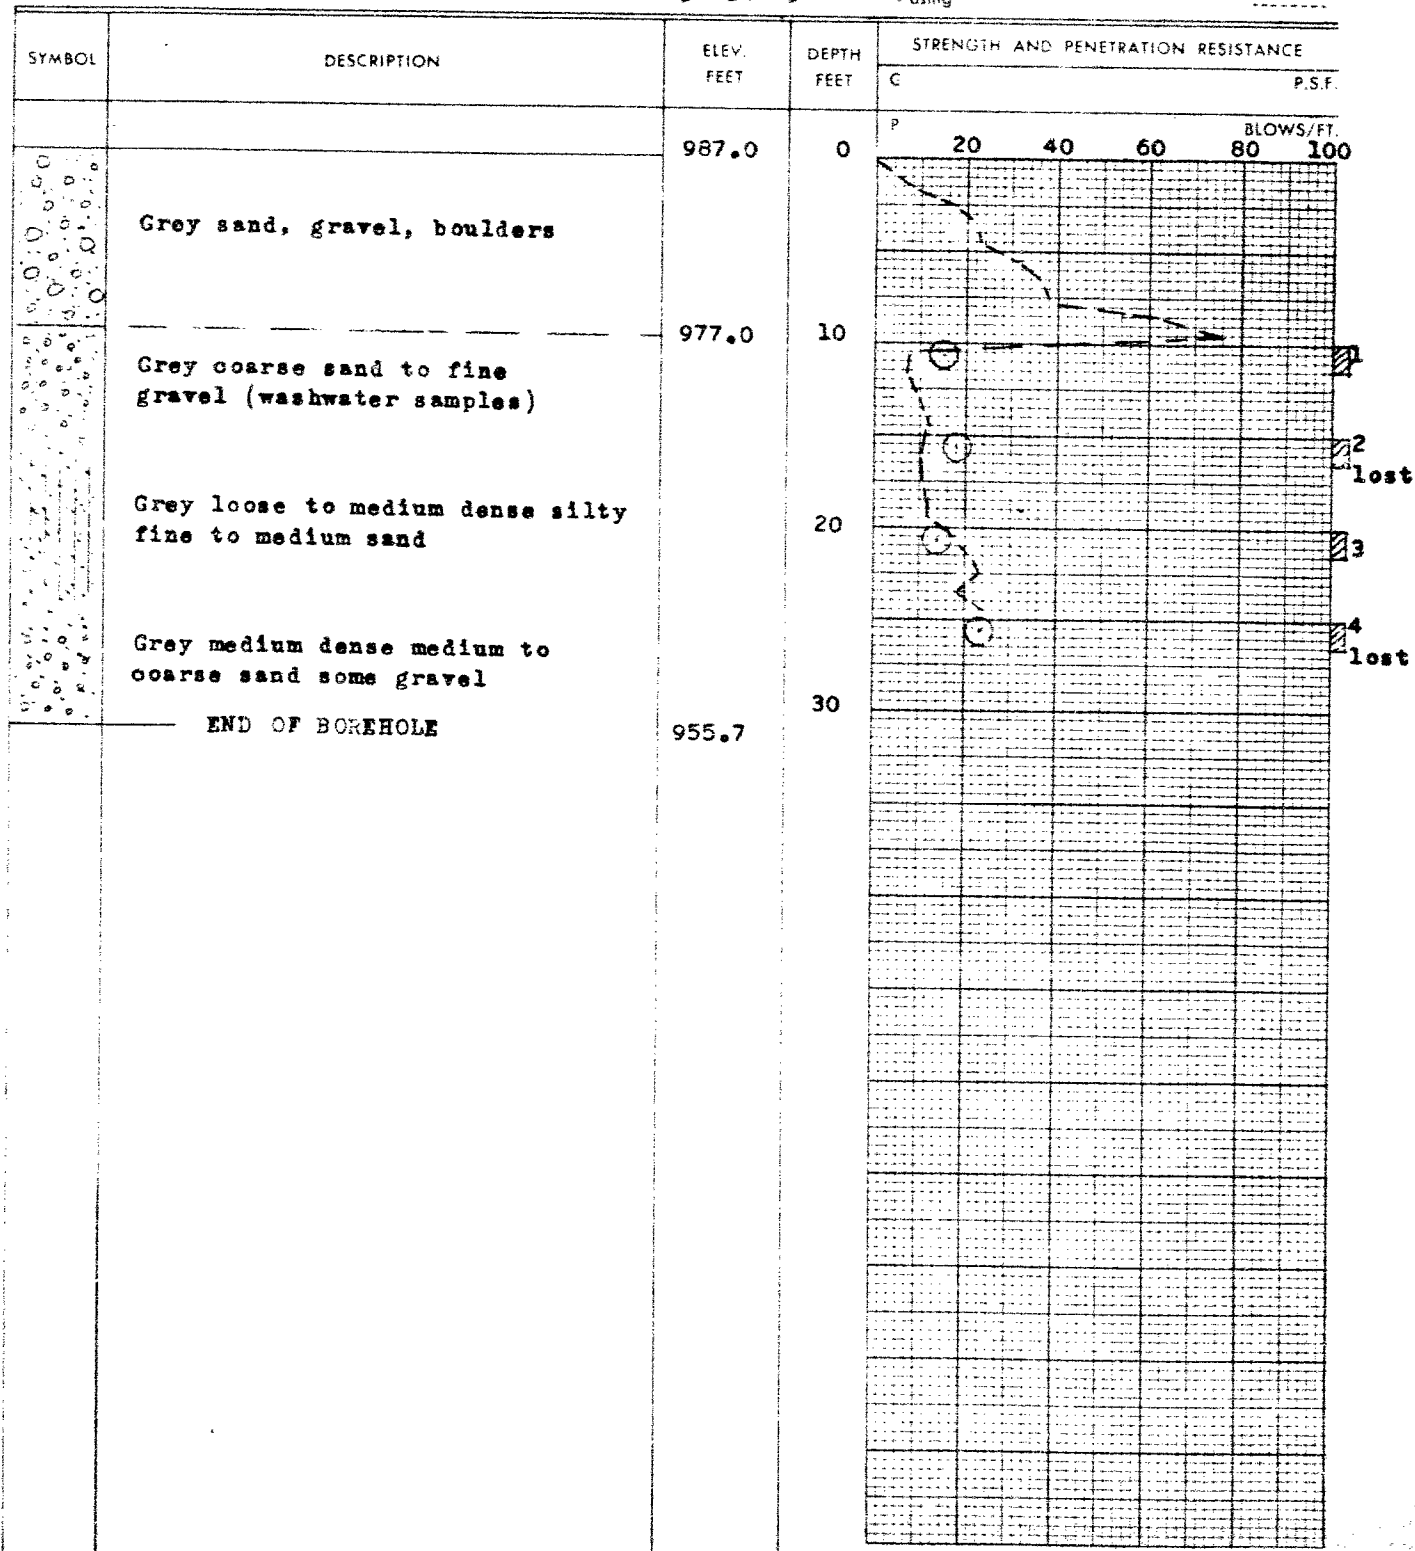 using
SYMBOL DESCRIPTION ELEV. FEET DEPTH FEET STRENGTH AND PENETRATION RESISTANCE
C P.S.F.
P BLOWS/FT.
20 40 60 80 100
987.0 0
Grey sand, gravel, boulders
977.0 10
1
Grey coarse sand to fine
gravel (washwater samples)
2
lost
Grey loose to medium dense silty
fine to medium sand
20
3
4
lost
Grey medium dense medium to
coarse sand some gravel
30
END OF BOREHOLE 955.7